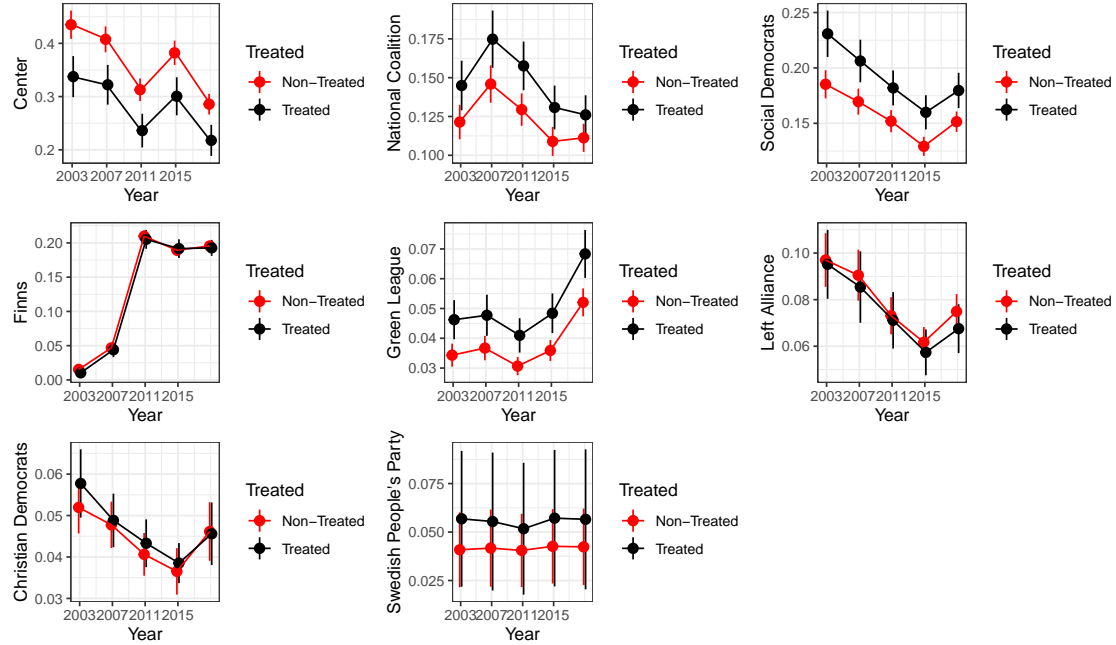 Center
0.4
0.3
0.2
2003 2007 2011 2015
Year
Treated
Non−Treated
Treated
National Coalition
0.175
0.150
0.125
0.100
2003 2007 2011 2015
Year
Treated
Non−Treated
Treated
Social Democrats
0.25
0.20
0.15
2003 2007 2011 2015
Year
Treated
Non−Treated
Treated
Finns
0.20
0.15
0.10
0.05
0.00
2003 2007 2011 2015
Year
Treated
Non−Treated
Treated
Green League
0.07
0.06
0.05
0.04
0.03
2003 2007 2011 2015
Year
Treated
Non−Treated
Treated
Left Alliance
0.10
0.08
0.06
2003 2007 2011 2015
Year
Treated
Non−Treated
Treated
Christian Democrats
0.06
0.05
0.04
0.03
2003 2007 2011 2015
Year
Treated
Non−Treated
Treated
Swedish People's Party
0.075
0.050
0.025
2003 2007 2011 2015
Year
Treated
Non−Treated
Treated